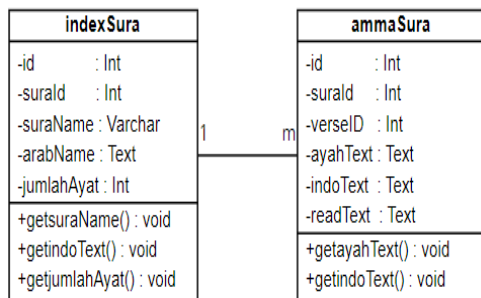 indexSura
-id : Int
-suraId : Int
-suraName : Varchar
-arabName : Text
-jumlahAyat : Int
+getsuraName() : void
+getindoText() : void
+getjumlahAyat() : void
1
m
ammaSura
-id : Int
-suraId : Int
-verseID : Int
-ayahText : Text
-indoText : Text
-readText : Text
+getayahText() : void
+getindoText() : void